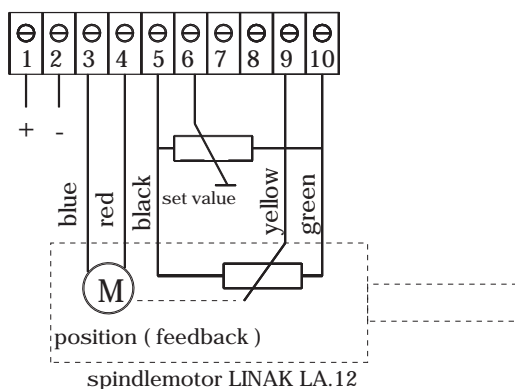 1 2 3 4 5 6 7 8 9 10
+ -
blue
red
black
set value
yellow
green
M
position ( feedback )
spindlemotor LINAK LA.12